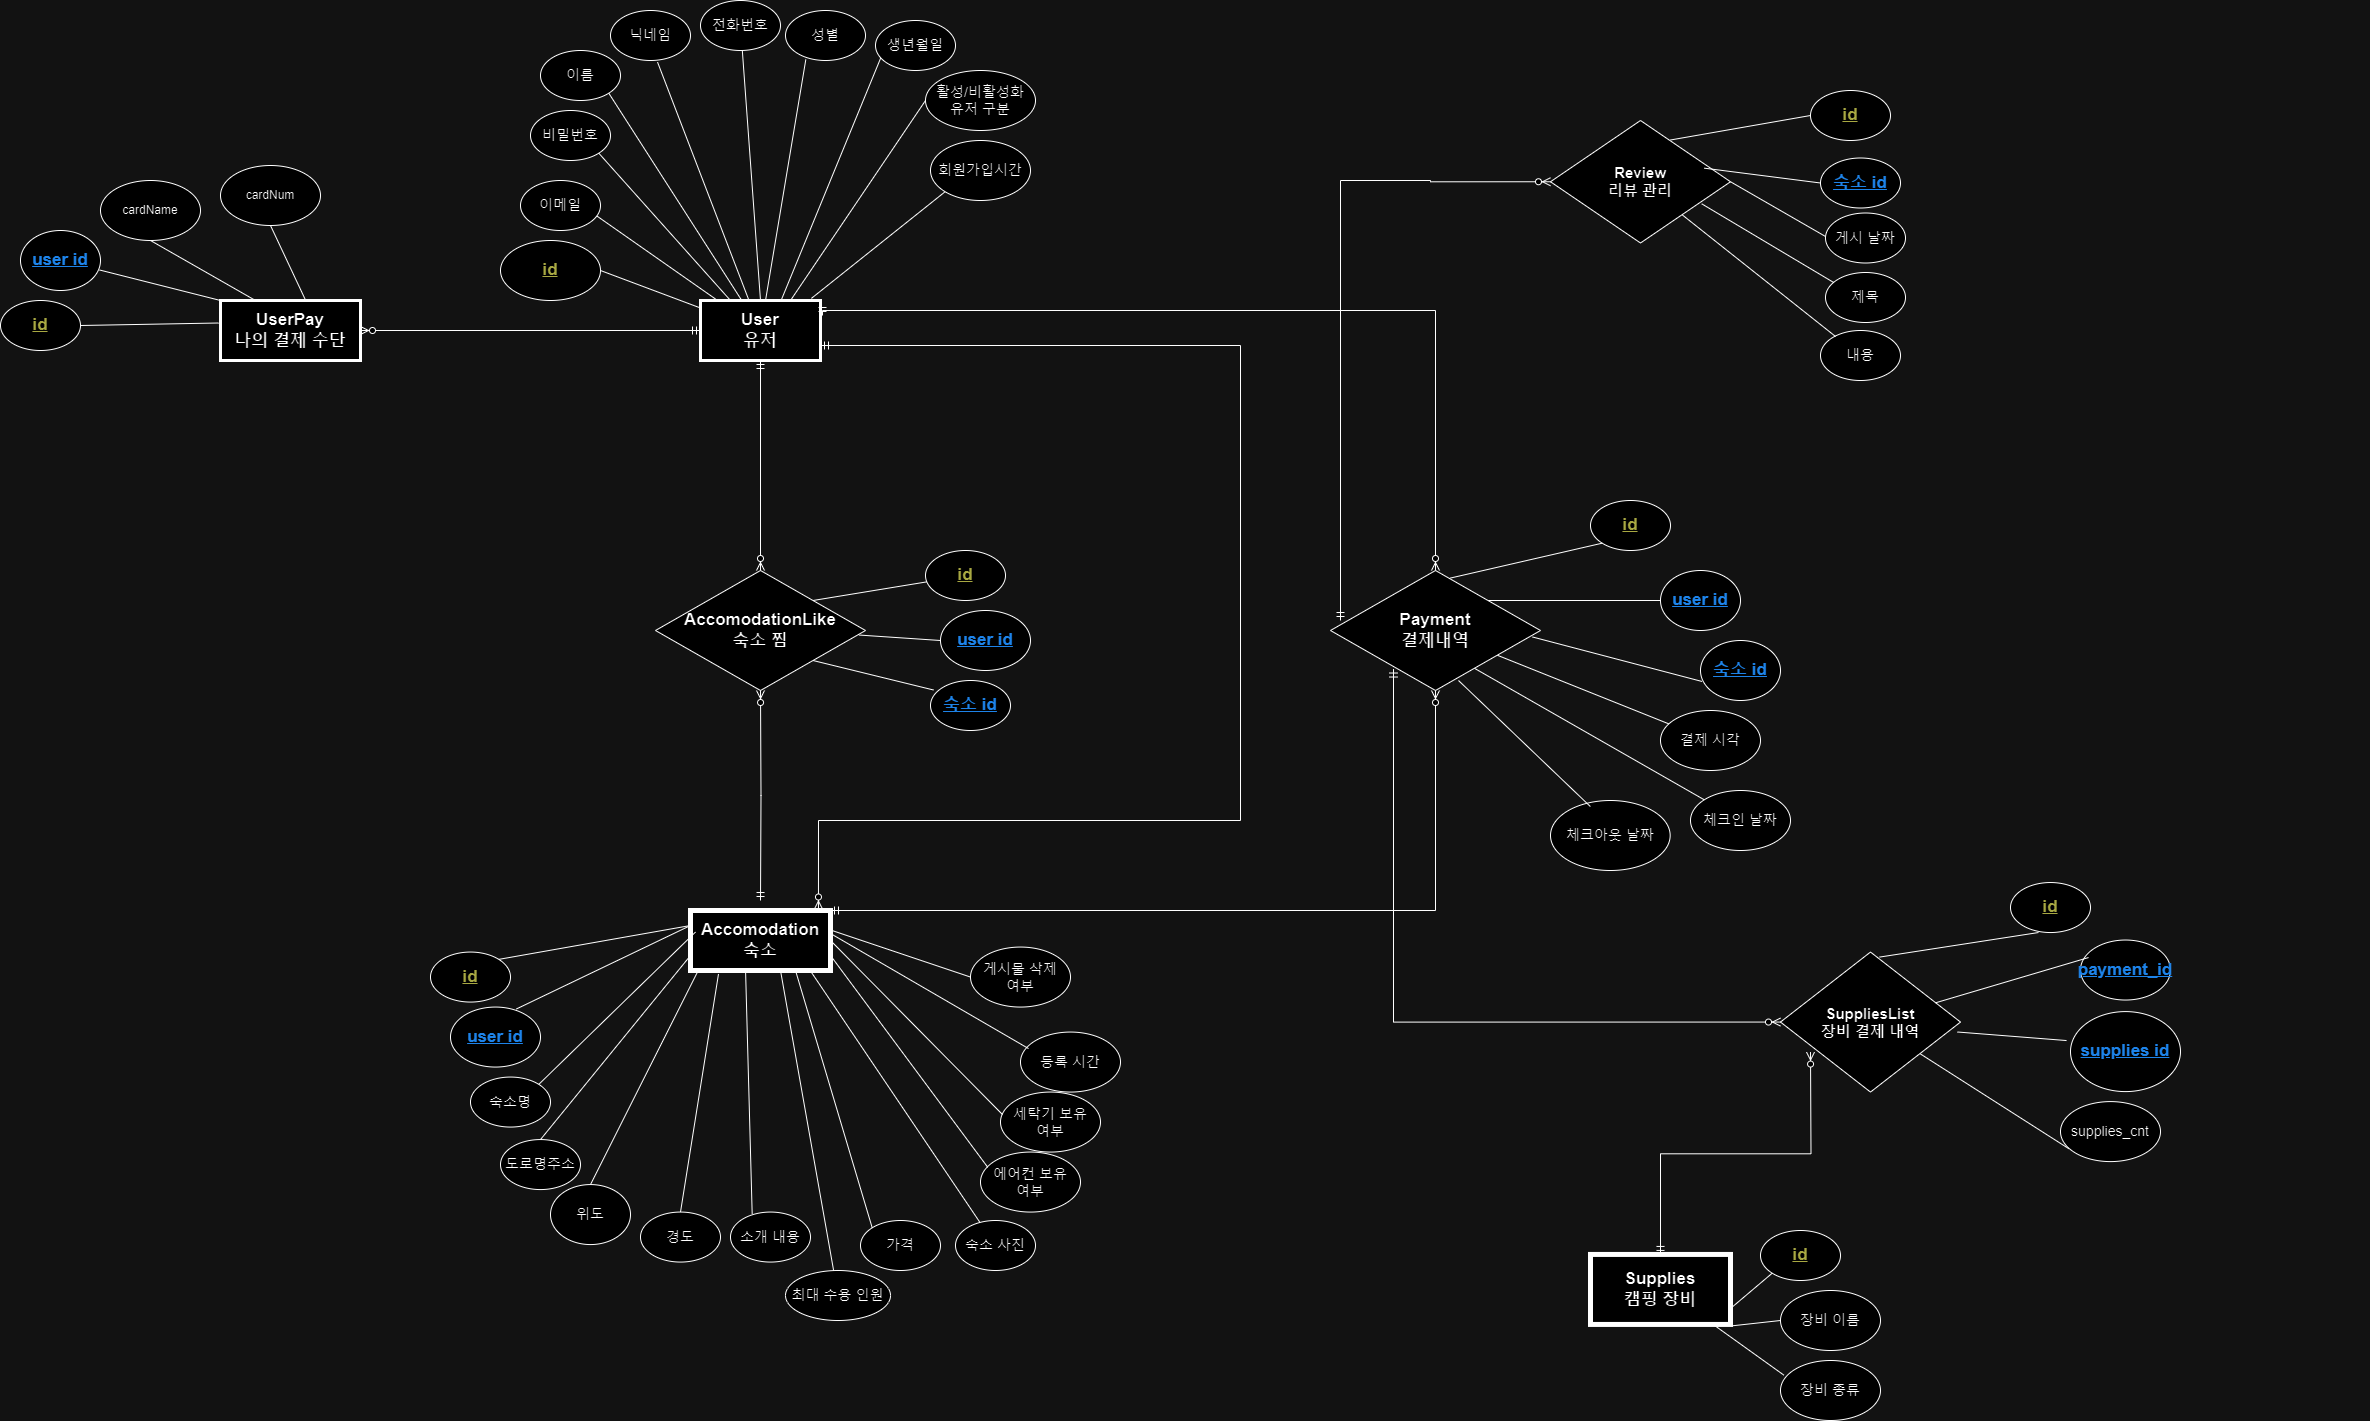 닉네임
전화번호
성별
생년월일
이름
활성/비활성화
유저 구분
비밀번호
회원가입시간
이메일
id
cardName
cardNum
user id
id
UserPay
나의 결제 수단
User
유저
Review
리뷰 관리
id
숙소 id
게시 날짜
제목
내용
AccomodationLike
숙소 찜
id
user id
숙소 id
Payment
결제내역
id
user id
숙소 id
결제 시각
체크인 날짜
체크아웃 날짜
Accomodation
숙소
id
user id
숙소명
도로명주소
위도
경도
소개 내용
최대 수용 인원
가격
숙소 사진
에어컨 보유
여부
세탁기 보유
여부
등록 시간
게시물 삭제
여부
SuppliesList
장비 결제 내역
id
payment_id
supplies id
supplies_cnt
Supplies
캠핑 장비
id
장비 이름
장비 종류